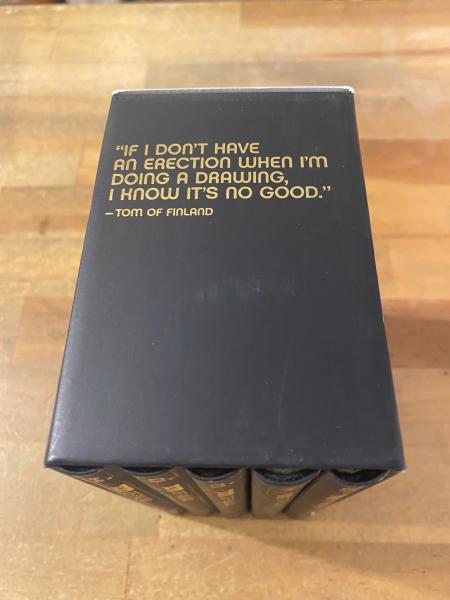 “IF I DON’T HAVE
AN ERECTION WHEN I’M
DOING A DRAWING,
I KNOW IT’S NO GOOD.”
–TOM OF FINLAND